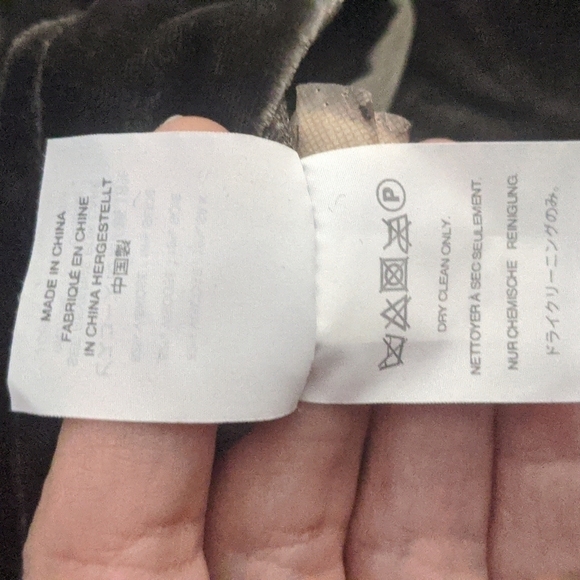 MADE IN CHINA
FABRIQUÉ EN CHINE
IN CHINA HERGESTELLT
中国製
P
DRY CLEAN ONLY.
NETTOYER À SEC SEULEMENT.
NUR CHEMISCHE REINIGUNG.
ドライクリーニングのみ。